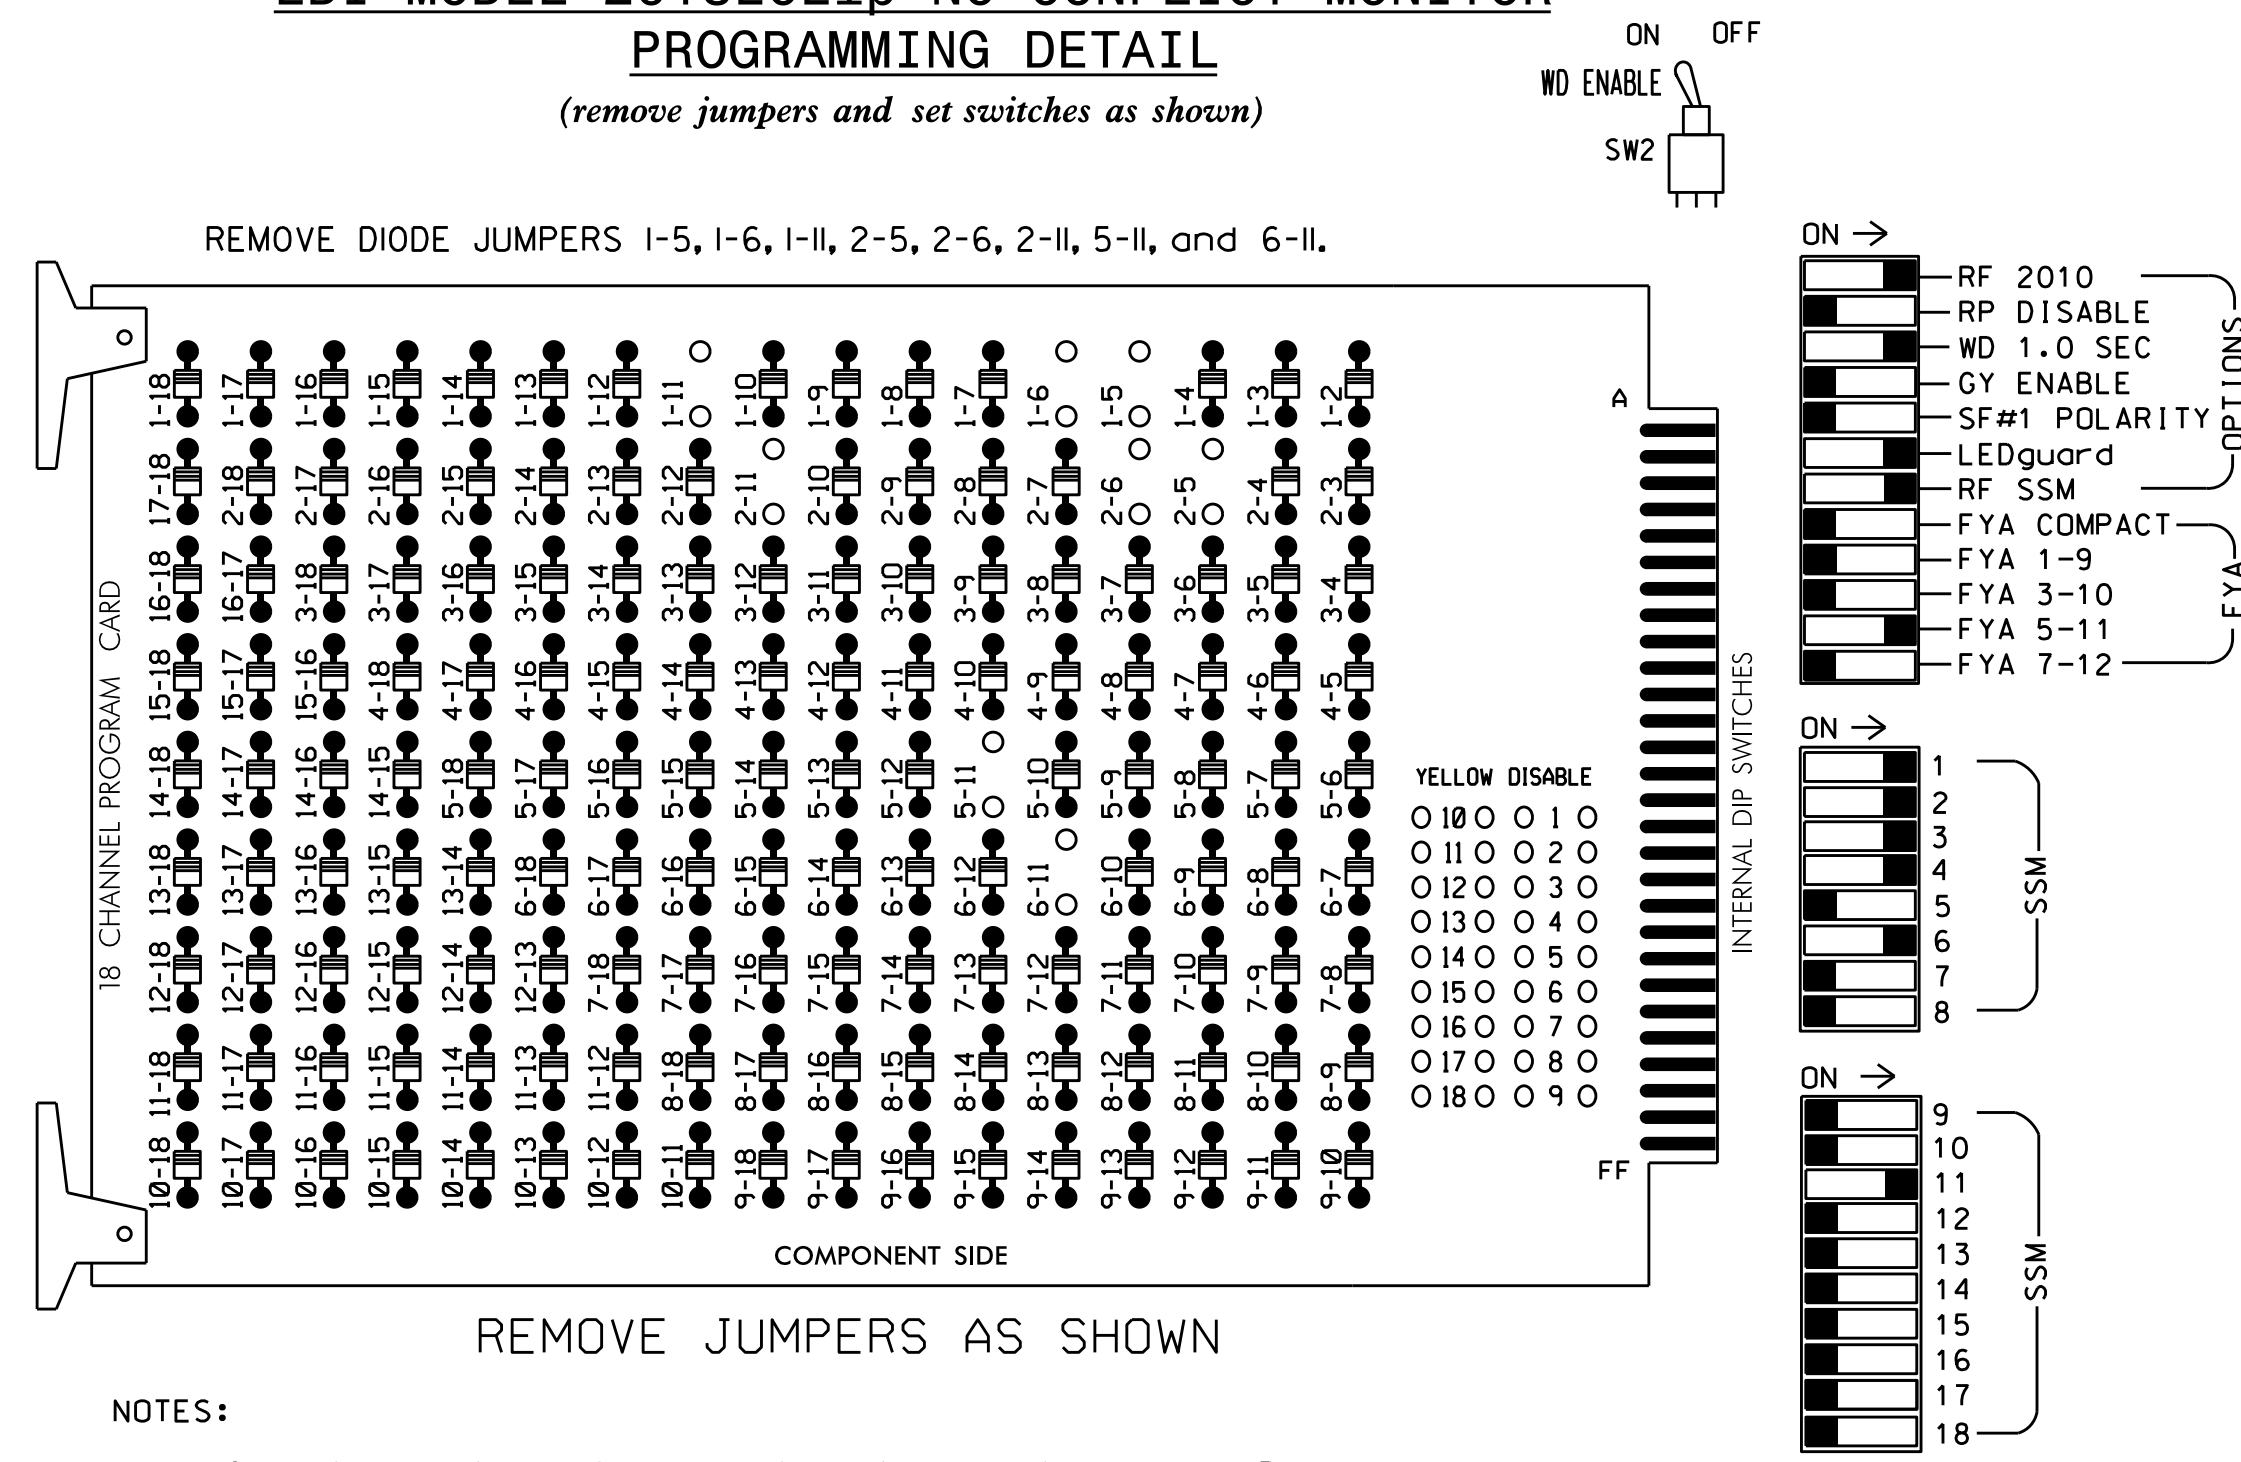 PROGRAMMING DETAIL
(remove jumpers and set switches as shown)
ON OFF
WD ENABLE
SW2
REMOVE DIODE JUMPERS 1-5, 1-6, 1-11, 2-5, 2-6, 2-11, 5-11, and 6-11.
1-18 1-17 1-16 1-15 1-14 1-13 1-12 1-11 1-10 1-9 1-8 1-7 1-6 1-5 1-4 1-3 1-2
17-18 2-18 2-17 2-16 2-15 2-14 2-13 2-12 2-11 2-10 2-9 2-8 2-7 2-6 2-5 2-4 2-3
16-18 16-17 3-18 3-17 3-16 3-15 3-14 3-13 3-12 3-11 3-10 3-9 3-8 3-7 3-6 3-5 3-4
15-18 15-17 15-16 4-18 4-17 4-16 4-15 4-14 4-13 4-12 4-11 4-10 4-9 4-8 4-7 4-6 4-5
14-18 14-17 14-16 14-15 5-18 5-17 5-16 5-15 5-14 5-13 5-12 5-11 5-10 5-9 5-8 5-7 5-6
13-18 13-17 13-16 13-15 13-14 6-18 6-17 6-16 6-15 6-14 6-13 6-12 6-11 6-10 6-9 6-8 6-7
12-18 12-17 12-16 12-15 12-14 12-13 7-18 7-17 7-16 7-15 7-14 7-13 7-12 7-11 7-10 7-9 7-8
11-18 11-17 11-16 11-15 11-14 11-13 11-12 8-18 8-17 8-16 8-15 8-14 8-13 8-12 8-11 8-10 8-9
10-18 10-17 10-16 10-15 10-14 10-13 10-12 10-11 9-18 9-17 9-16 9-15 9-14 9-13 9-12 9-11 9-10
18 CHANNEL PROGRAM CARD
A
FF
YELLOW DISABLE
10 1
11 2
12 3
13 4
14 5
15 6
16 7
17 8
18 9
COMPONENT SIDE
INTERNAL DIP SWITCHES
ON
RF 2010
RP DISABLE
WD 1.0 SEC
GY ENABLE
SF#1 POLARITY
LEDguard
RF SSM
OPTIONS
FYA COMPACT
FYA 1-9
FYA 3-10
FYA 5-11
FYA 7-12
FYA
ON
1
2
3
4
5
6
7
8
SSM
ON
9
10
11
12
13
14
15
16
17
18
SSM
REMOVE JUMPERS AS SHOWN
NOTES: